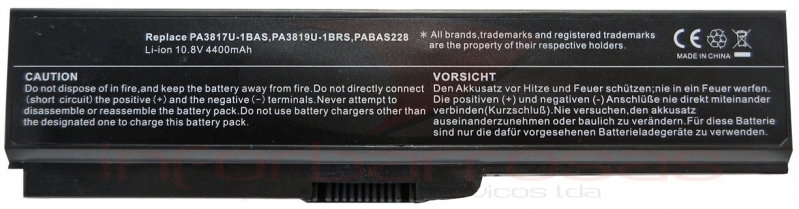 Replace PA3817U-1BAS,PA3819U-1BRS,PABAS228
Li-ion 10.8V 4400mAh
* All brands,trademarks and registered trademarks
are the property of their respective owners.
CE
MADE IN CHINA
CAUTION
Do not dispose of in fire,and keep the battery away from fire. Do not directly connect
(short circuit) the positive (+) and the negative (-) terminals.Never attempt to
disassemble or reassemble the battery pack.Do not use battery chargers other than
the designated one to charge this battery pack.
VORSICHT
Den Akkusatz vor Hitze und Feuer schützen;nie in ein Feuer werfen.
Die positiven (+) und negativen (-) Anschlüße nie direkt miteinander
verbinden(Kurzschluß). Nie versuchen,den Akkusatz
auseinanderzunehmen oder baulich zu verändern. Zum Aufladen
dürfen nur die dafür vorgesehenen Batterieladegeräte zu verwenden.